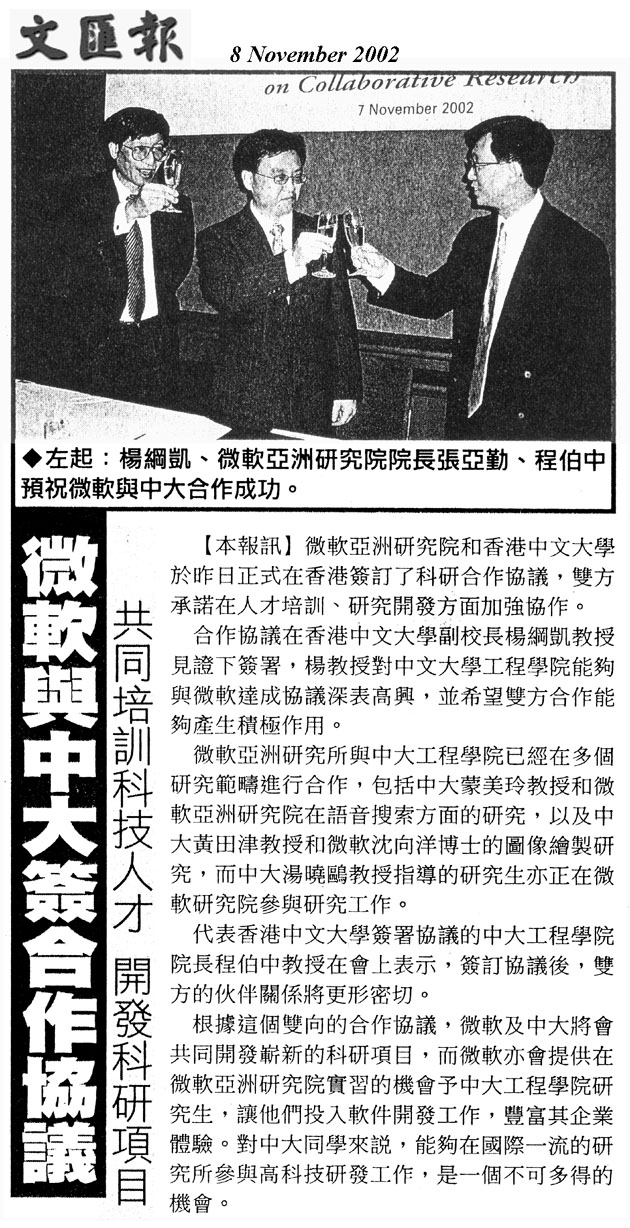 文匯報
8 November 2002
on Collaborative Research
7 November 2002
◆左起：楊綱凱、微軟亞洲研究院院長張亞勤、程伯中
預祝微軟與中大合作成功。
微軟與中大簽合作協議
共同培訓科技人才 開發科研項目
【本報訊】微軟亞洲研究院和香港中文大學
於昨日正式在香港簽訂了科研合作協議，雙方
承諾在人才培訓、研究開發方面加強協作。
合作協議在香港中文大學副校長楊綱凱教授
見證下簽署，楊教授對中文大學工程學院能夠
與微軟達成協議深表高興，並希望雙方合作能
夠產生積極作用。
微軟亞洲研究所與中大工程學院已經在多個
研究範疇進行合作，包括中大蒙美玲教授和微
軟亞洲研究院在語音搜索方面的研究，以及中
大黃田津教授和微軟沈向洋博士的圖像繪製研
究，而中大湯曉鷗教授指導的研究生亦正在微
軟研究院參與研究工作。
代表香港中文大學簽署協議的中大工程學院
院長程伯中教授在會上表示，簽訂協議後，雙
方的伙伴關係將更形密切。
根據這個雙向的合作協議，微軟及中大將會
共同開發嶄新的科研項目，而微軟亦會提供在
微軟亞洲研究院實習的機會予中大工程學院研
究生，讓他們投入軟件開發工作，豐富其企業
體驗。對中大同學來說，能夠在國際一流的研
究所參與高科技研發工作，是一個不可多得的
機會。